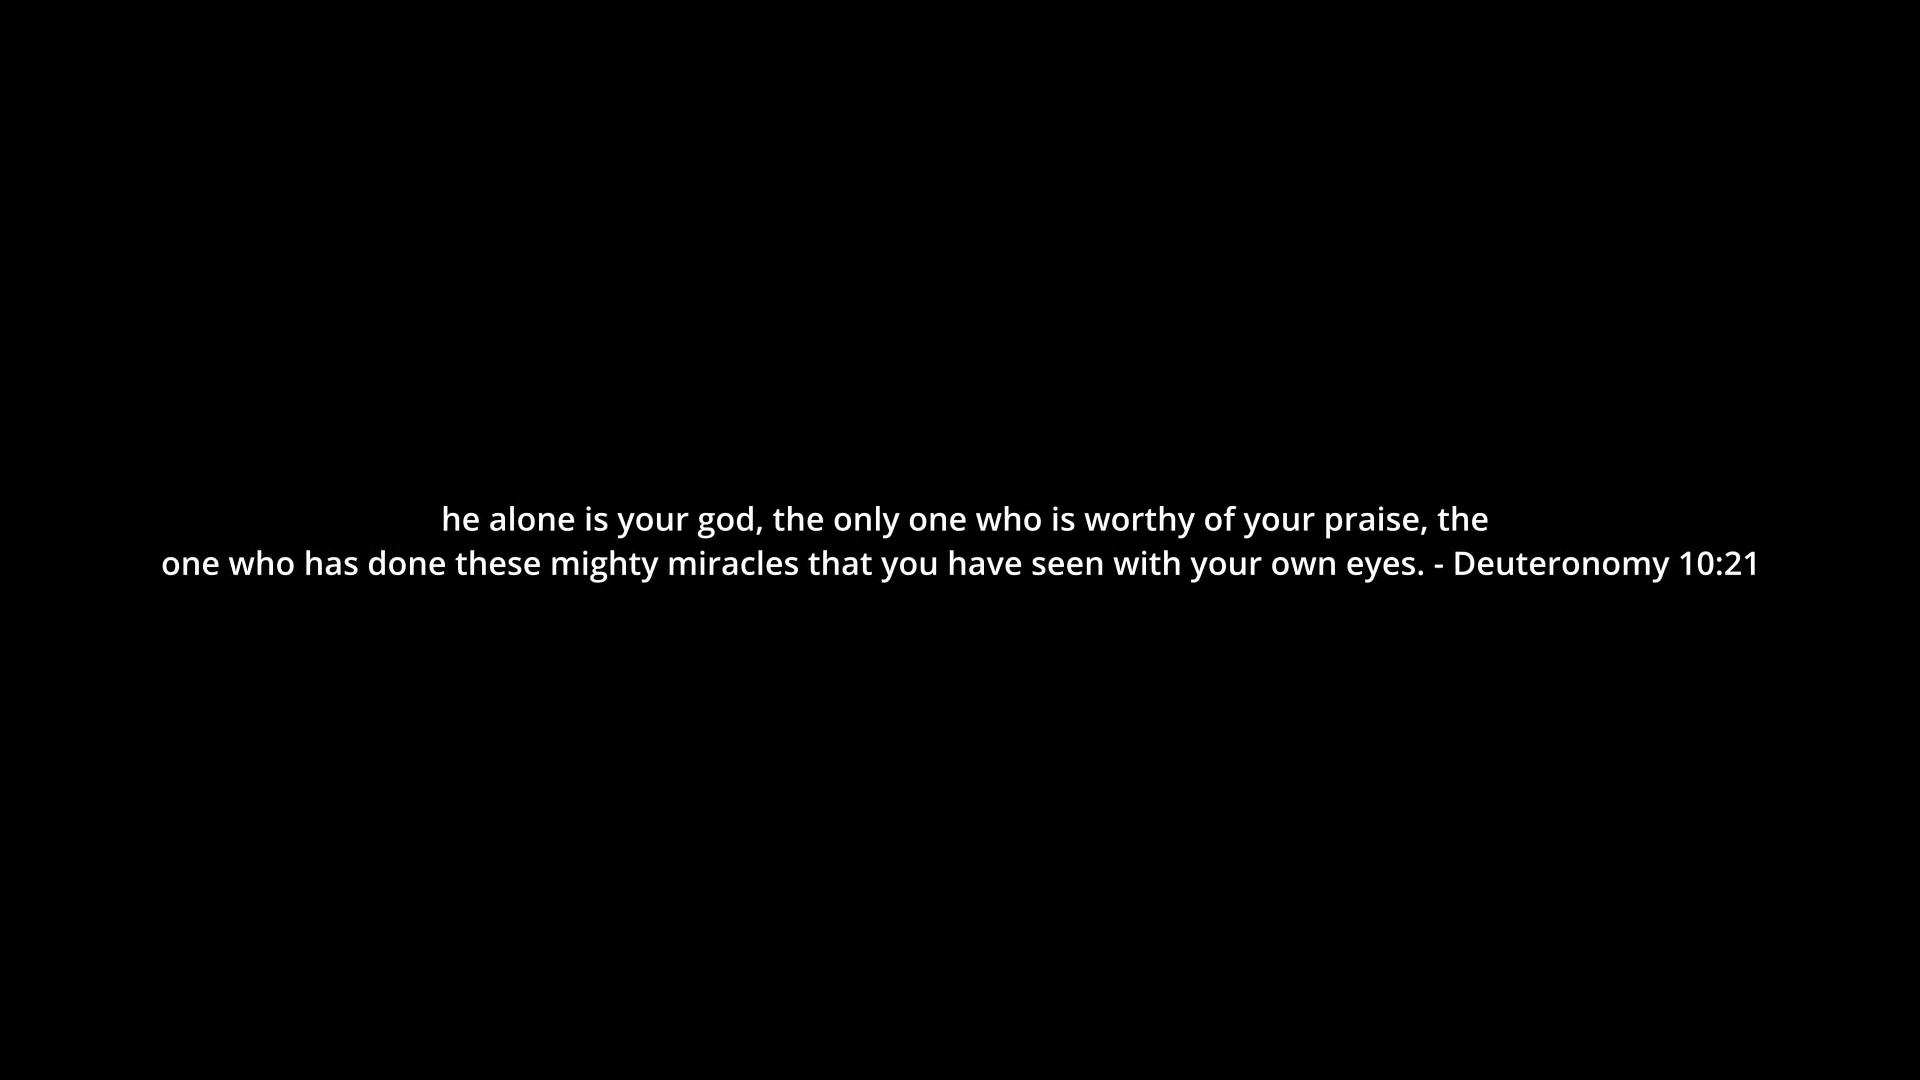 he alone is your god, the only one who is worthy of your praise, the
one who has done these mighty miracles that you have seen with your own eyes. - Deuteronomy 10:21